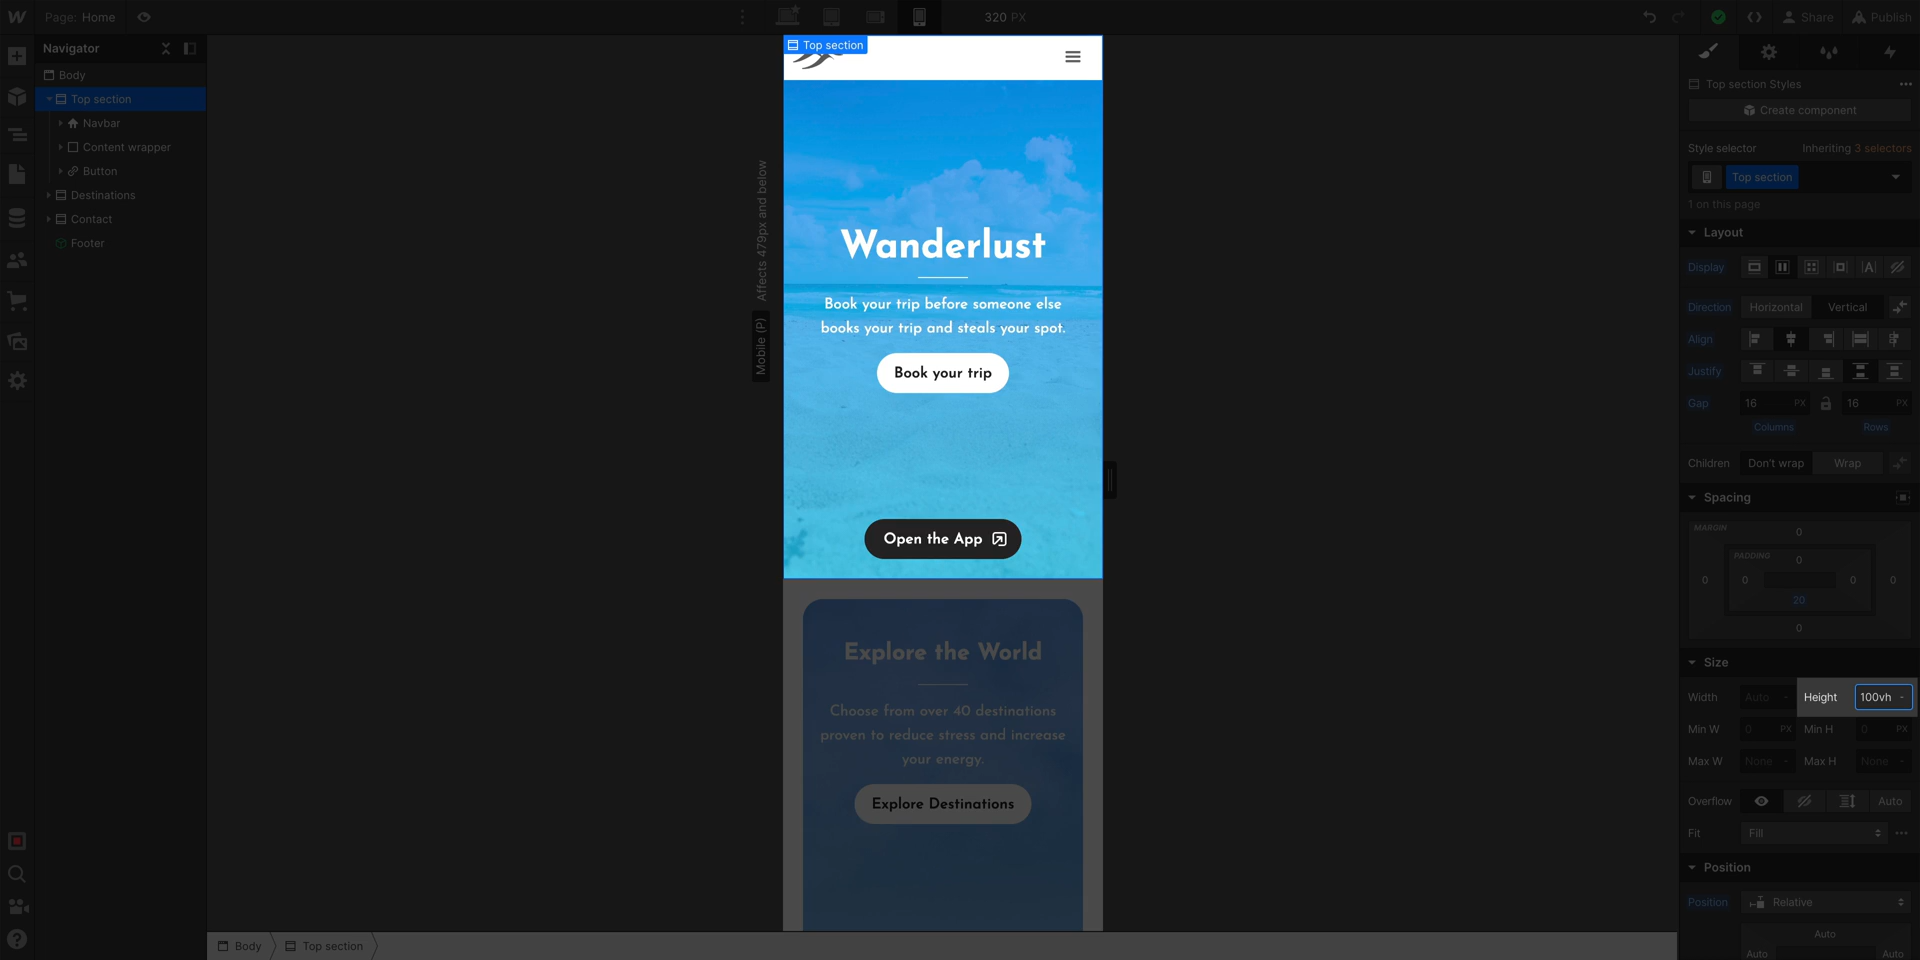 Page: Home
320 PX
Share
Publish
Navigator
Body
Top section
Navbar
Content wrapper
Button
Destinations
Contact
Footer
Affects 479px and below
Mobile (P)
Top section
Wanderlust
Book your trip before someone else
books your trip and steals your spot.
Book your trip
Open the App
Explore the World
Choose from over 40 destinations
proven to reduce stress and increase
your energy.
Explore Destinations
Body
Top section
Top section Styles
Create component
Style selector
Inheriting 3 selectors
Top section
1 on this page
Layout
Display
Direction
Horizontal
Vertical
Align
Justify
Gap
16 PX
16 PX
Columns
Rows
Children
Don't wrap
Wrap
Spacing
MARGIN
0
PADDING
0
0
0
0
0
20
0
Size
Width
Auto -
Height
100vh -
Min W
0 PX
Min H
0 PX
Max W
None -
Max H
None -
Overflow
Auto
Fit
Fill
Position
Position
Relative
Auto
Auto
Auto